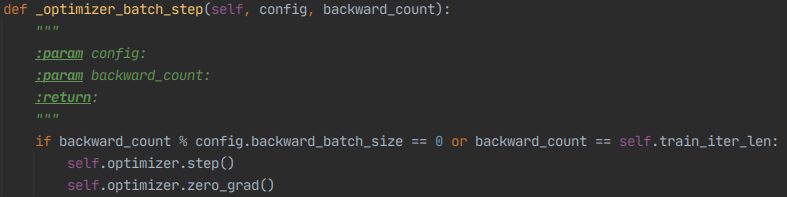 def _optimizer_batch_step(self, config, backward_count):
    """
    :param config:
    :param backward_count:
    :return:
    """
    if backward_count % config.backward_batch_size == 0 or backward_count == self.train_iter_len:
        self.optimizer.step()
        self.optimizer.zero_grad()